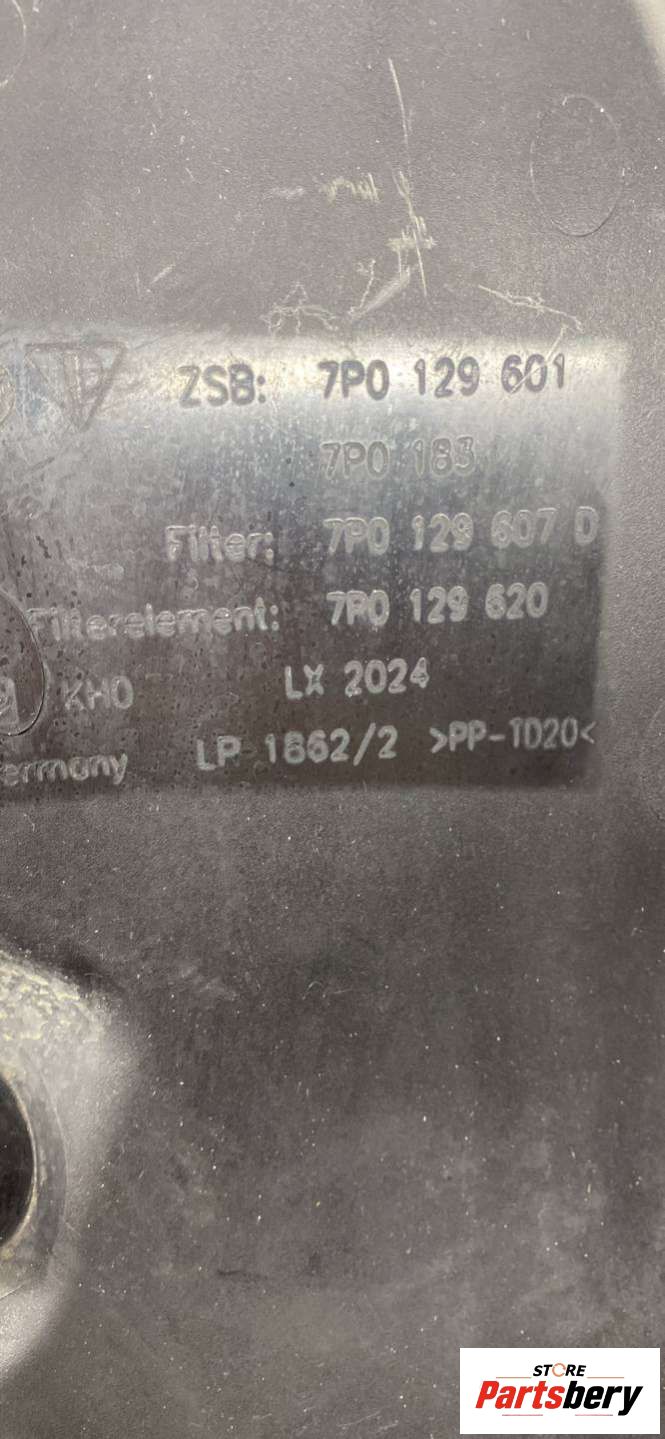 ZSB: 7P0 129 601
7P0 183
Filter: 7P0 129 607 D
Filterelement: 7P0 129 620
KHO LX 2024
ermany LP 1862/2 >PP-TD20<
STORE
Partsbery